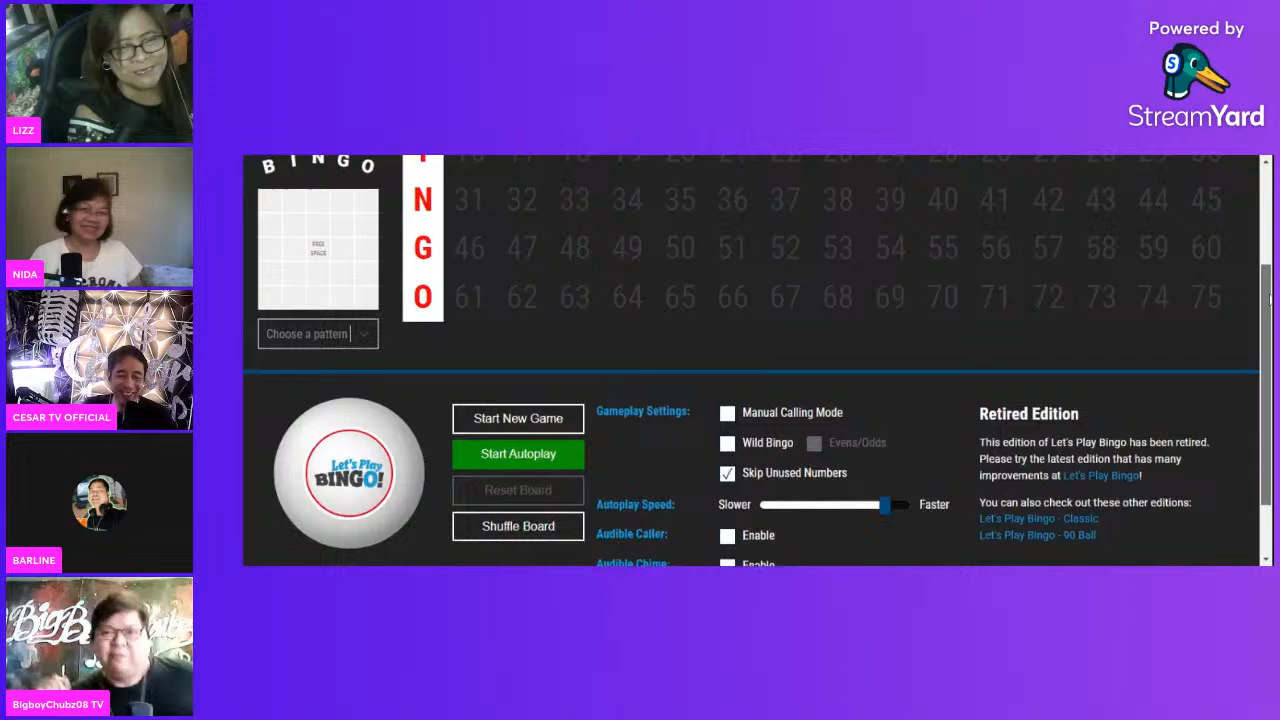 Powered by
StreamYard
LIZZ
NIDA
CESAR TV OFFICIAL
BARLINE
BigboyChubz08 TV
BINGO
FREE
SPACE
Choose a pattern
N 31 32 33 34 35 36 37 38 39 40 41 42 43 44 45
G 46 47 48 49 50 51 52 53 54 55 56 57 58 59 60
O 61 62 63 64 65 66 67 68 69 70 71 72 73 74 75
Let's Play
BINGO!
Start New Game
Start Autoplay
Reset Board
Shuffle Board
Gameplay Settings:
Manual Calling Mode
Wild Bingo
Evens/Odds
Skip Unused Numbers
Autoplay Speed:
Slower
Faster
Audible Caller:
Enable
Audible Chime:
Enable
Retired Edition
This edition of Let's Play Bingo has been retired.
Please try the latest edition that has many
improvements at Let's Play Bingo!
You can also check out these other editions:
Let's Play Bingo - Classic
Let's Play Bingo - 90 Ball